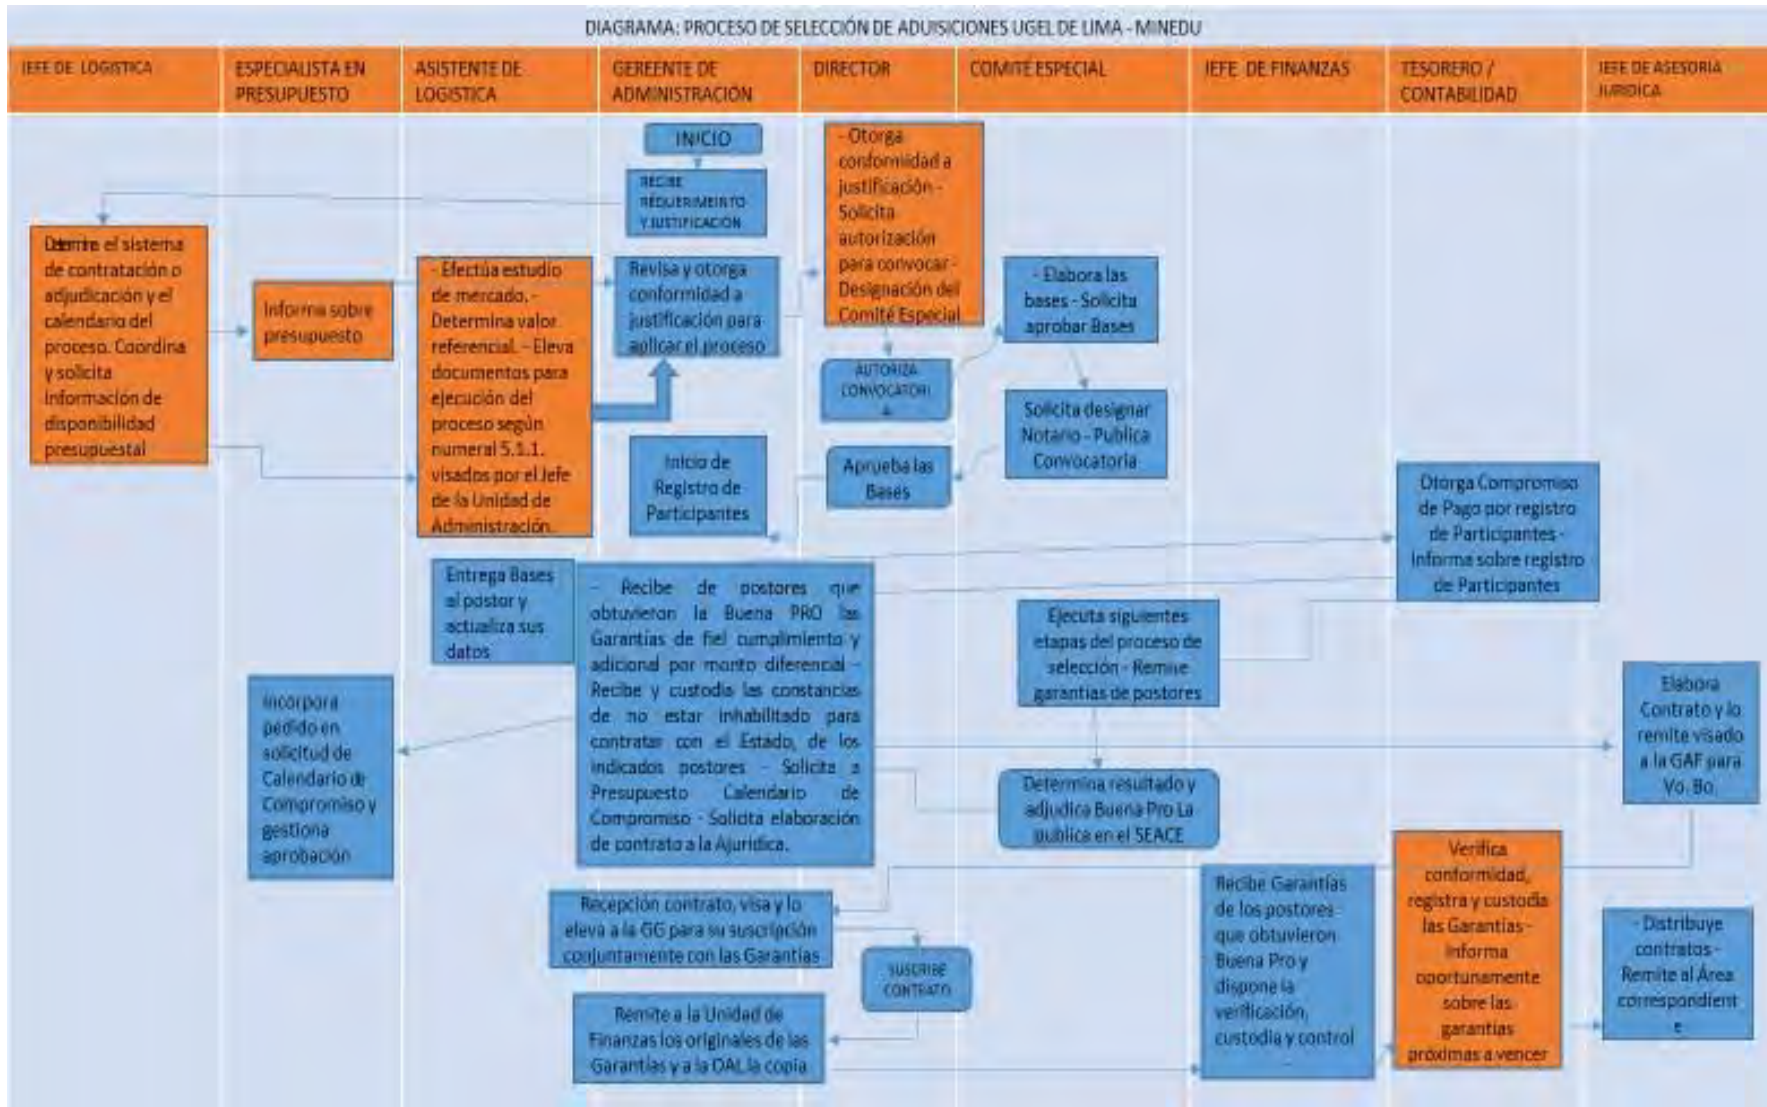 DIAGRAMA: PROCESO DE SELECCIÓN DE ADUISICIONES UGEL DE LIMA - MINEDU
JEFE DE LOGISTICA
ESPECIALISTA EN
PRESUPUESTO
ASISTENTE DE
LOGISTICA
GEREENTE DE
ADMINISTRACIÓN
DIRECTOR
COMITÉ ESPECIAL
JEFE DE FINANZAS
TESORERO /
CONTABILIDAD
JEFE DE ASESORIA
JURIDICA
INICIO
RECIBE
REQUERIMEINTO
Y JUSTIFICACION
- Otorga
conformidad a
justificación -
Solicita
autorización
para convocar -
Designación del
Comité Especial
el sistema
de contratación o
adjudicación y el
calendario del
proceso. Coordina
y solicita
Información de
disponibilidad
presupuestal
Informa sobre
presupuesto
- Efectúa estudio
de mercado. -
Determina valor
referencial. - Eleva
documentos para
ejecución del
proceso según
numeral 5.1.1.
visados por el Jefe
de la Unidad de
Administración.
Revisa y otorga
conformidad a
justificación para
aplicar el proceso
- Elabora las
bases - Solicita
aprobar Bases
AUTORIZA
CONVOCATORI
A
Solicita designar
Notario - Publica
Convocatoria
Inicio de
Registro de
Participantes
Aprueba las
Bases
Otorga Compromiso
de Pago por registro
de Participantes -
Informa sobre registro
de Participantes
Entrega Bases
al postor y
actualiza sus
datos
- Recibe de postores que
obtuvieron la Buena PRO las
Garantías de fiel cumplimiento y
adicional por monto diferencial -
Recibe y custodia las constancias
de no estar inhabilitado para
contratar con el Estado, de los
indicados postores - Solicita a
Presupuesto Calendario de
Compromiso - Solicita elaboración
de contrato a la Ajuridica.
Ejecuta siguientes
etapas del proceso de
selección - Remite
garantías de postores
Incorpora
pedido en
solicitud de
Calendario de
Compromiso y
gestiona
aprobación
Elabora
Contrato y lo
remite visado
a la GAF para
Vo. Bo.
Determina resultado y
adjudica Buena Pro La
publica en el SEACE
Recepción contrato, visa y lo
eleva a la GG para su suscripción
conjuntamente con las Garantías
SUSCRIBE
CONTRATO
Recibe Garantías
de los postores
que obtuvieron
Buena Pro y
dispone la
verificación,
custodia y control
Verifica
conformidad,
registra y custodia
las Garantías -
Informa
oportunamente
sobre las
garantías
próximas a vencer
- Distribuye
contratos -
Remite al Área
correspondient
e
Remite a la Unidad de
Finanzas los originales de las
Garantías y a la OAL la copia